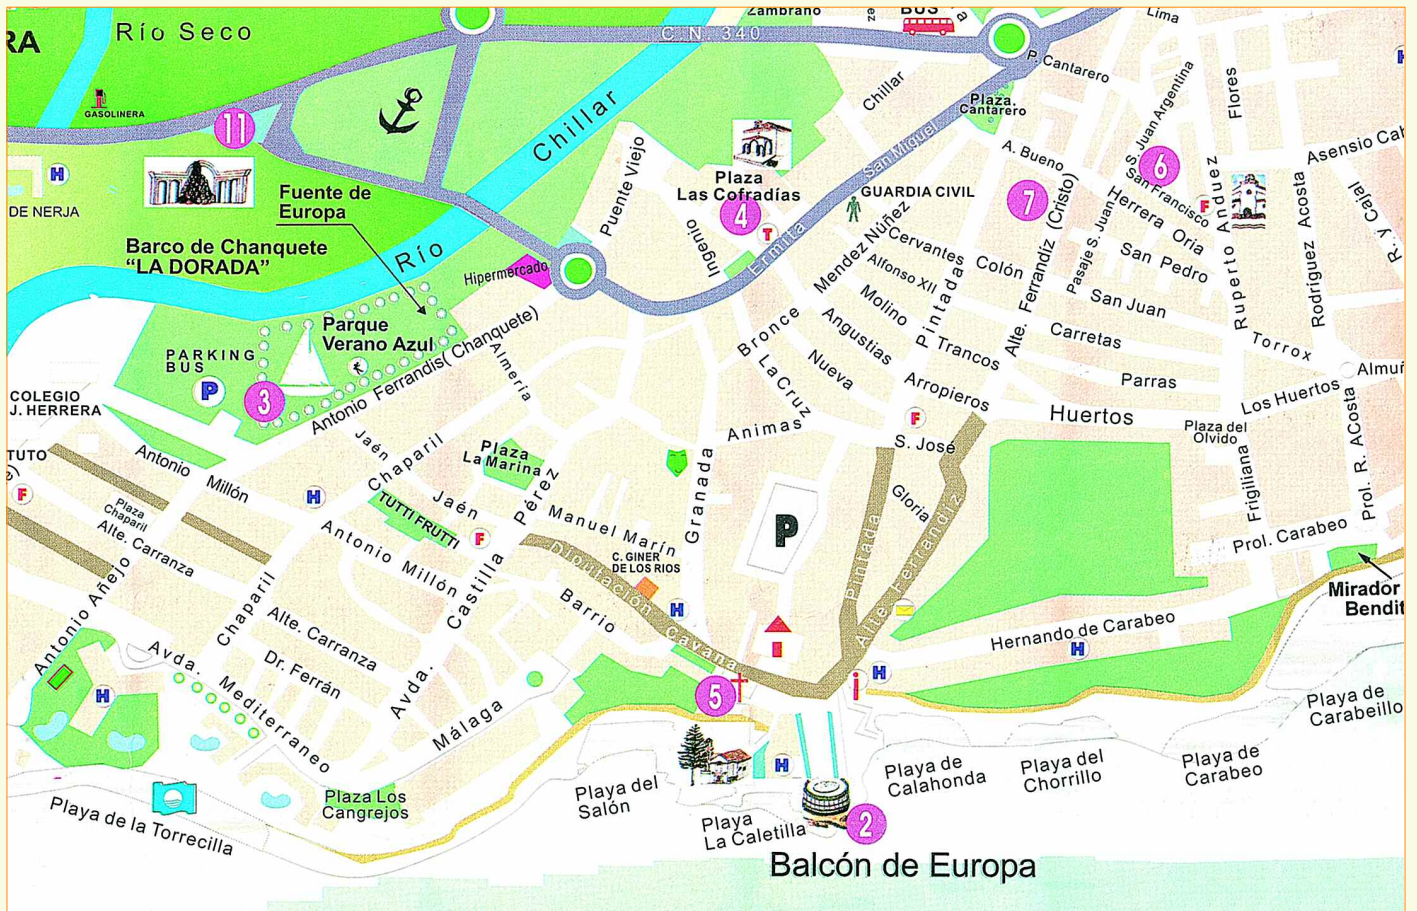 RA
Río Seco
GASOLINERA
11
H
DE NERJA
Zambrano
BUS
C. N. 340
Lima
P. Cantarero
Chillar
Plaza.
Cantarero
S. Juan Argentina
Flores
Asensio Cab
Chillar
Río
Puente Viejo
Plaza
Las Cofradías
4
T
Ingenio
Ermita
San Miguel
GUARDIA CIVIL
A. Bueno
7
6
San Francisco
F
Herrera Oria
San Pedro
San Juan
Pasaje S. Juan
Ruperto Anduez
Rodriguez Acosta
R. y Cajal
Fuente de
Europa
Barco de Chanquete
“LA DORADA”
Hipermercado
Parque
Verano Azul
PARKING
BUS
P
3
COLEGIO
J. HERRERA
Antonio Ferrandis( Chanquete)
Almería
Mendez Núñez
Cervantes
Alfonso XII
Colón
Molino
Angustias
Nueva
Bronce
La Cruz
Animas
Pintada
Trancos
Arropieros
Alte. Ferrandiz (Cristo)
Carretas
Parras
Torrox
Huertos
Los Huertos
Almuñ
Plaza del
Olvido
Frigiliana
Prol. R. Acosta
Prol. Carabeo
Mirador
Bendit
TUTO
F
Antonio
Millón
Plaza
Chaparil
Alte. Carranza
Antonio Añejo
H
Jaén
Chaparil
Plaza
La Marina
Jaén
TUTTI FRUTTI
F
Antonio Millón
Pérez
Castilla
Avda.
Manuel Marín
Granada
C. GINER
DE LOS RIOS
H
Diputación
Cavana
Barrio
P
F
S. José
Gloria
Pintada
Alte. Ferrandiz
Hernando de Carabeo
H
H
i
5
Chaparil
Alte. Carranza
Dr. Ferrán
Avda. Mediterraneo
H
Málaga
Plaza Los
Cangrejos
Playa de la Torrecilla
Playa del
Salón
H
Playa
La Caletilla
2
Playa de
Calahonda
Playa del
Chorrillo
Playa de
Carabeo
Playa de
Carabeillo
Balcón de Europa